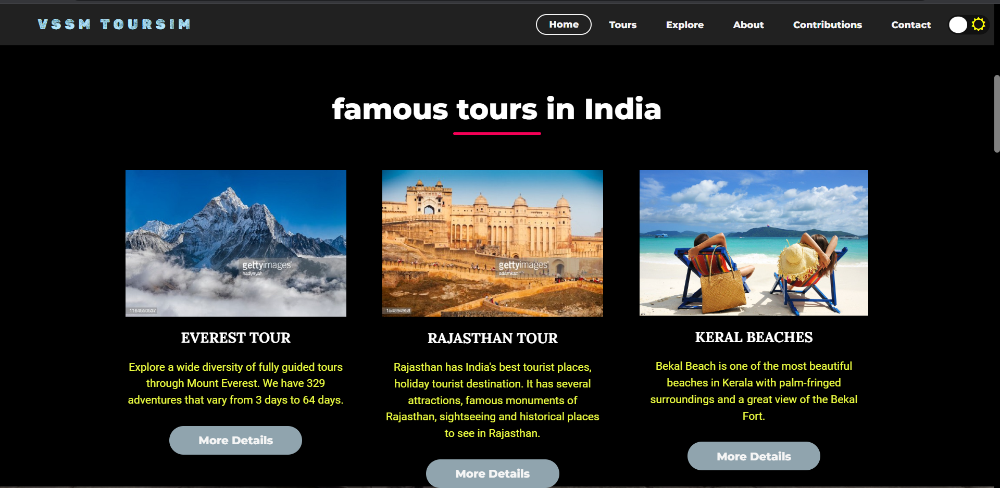 VSSM TOURSIM
Home Tours Explore About Contributions Contact
famous tours in India
gettyimages®
hadynyah
1164550537
EVEREST TOUR
Explore a wide diversity of fully guided tours
through Mount Everest. We have 329
adventures that vary from 3 days to 64 days.
More Details
gettyimages®
adamkaz
154894958
RAJASTHAN TOUR
Rajasthan has India's best tourist places,
holiday tourist destination. It has several
attractions, famous monuments of
Rajasthan, sightseeing and historical places
to see in Rajasthan.
More Details
KERAL BEACHES
Bekal Beach is one of the most beautiful
beaches in Kerala with palm-fringed
surroundings and a great view of the Bekal
Fort.
More Details